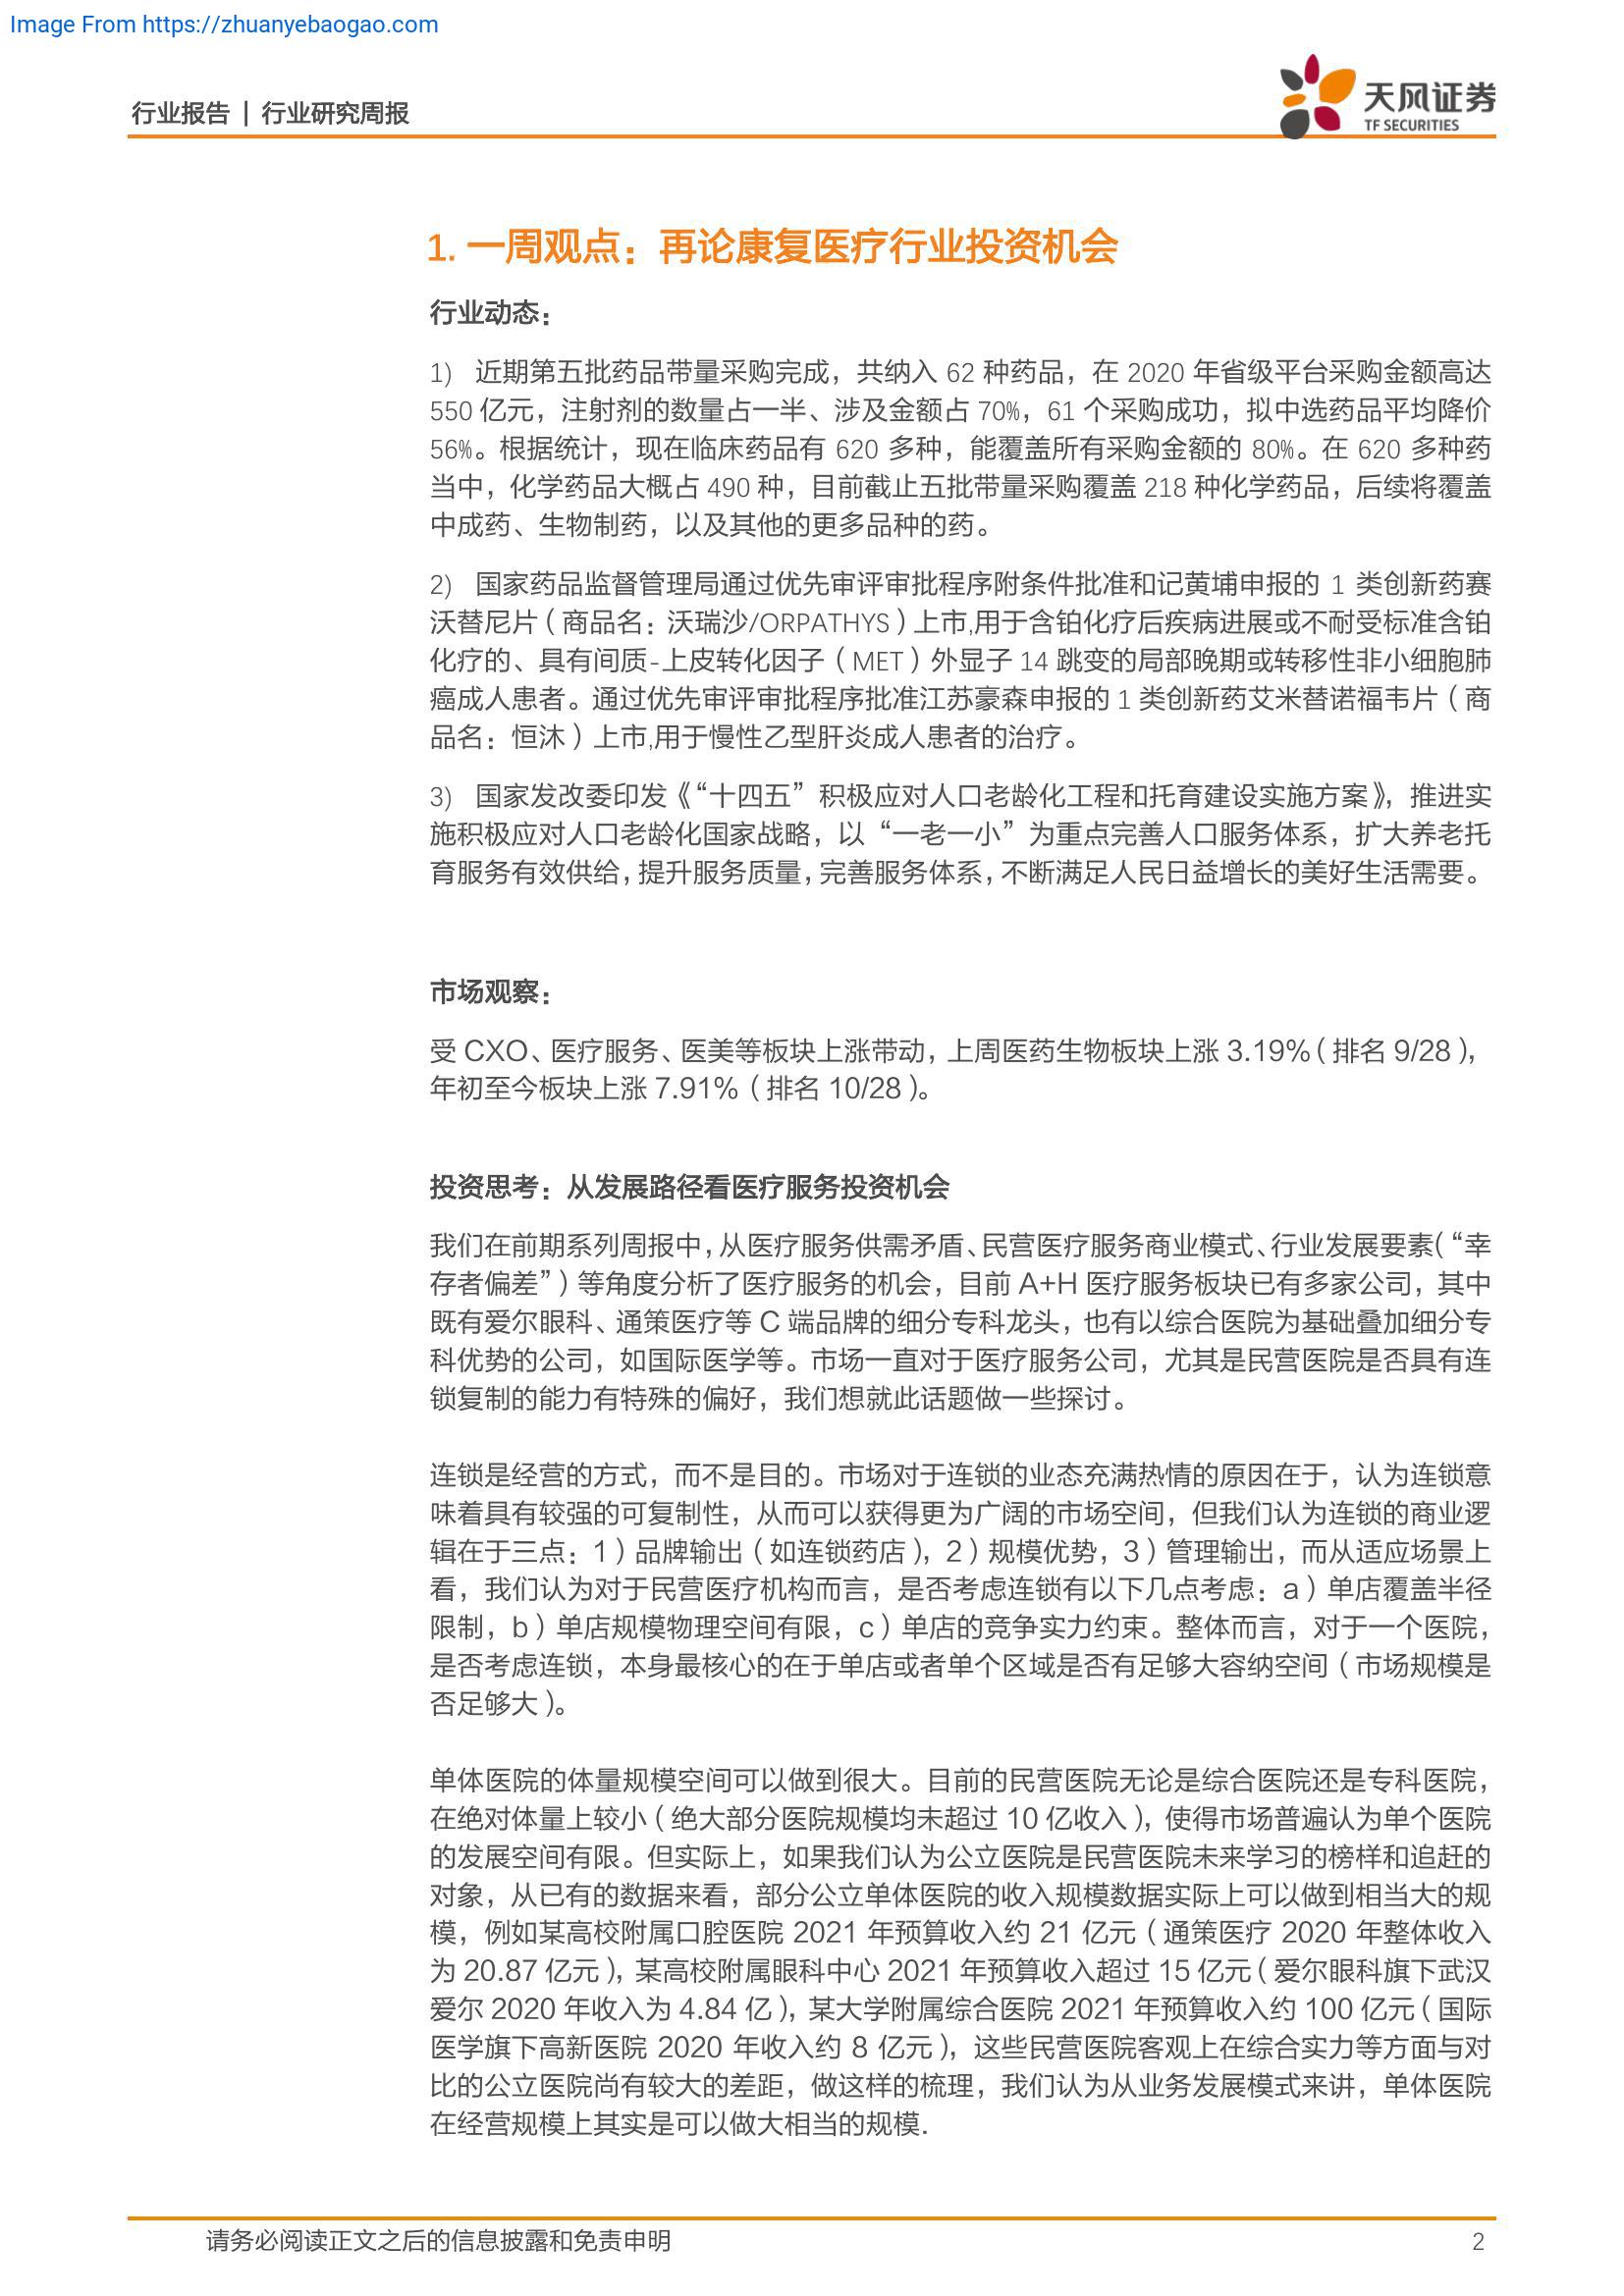 Image From https://zhuanyebaogao.com
行业报告 | 行业研究周报
天风证券
TF SECURITIES
1. 一周观点：再论康复医疗行业投资机会
行业动态：
1) 近期第五批药品带量采购完成，共纳入 62 种药品，在 2020 年省级平台采购金额高达
550 亿元，注射剂的数量占一半、涉及金额占 70%，61 个采购成功，拟中选药品平均降价
56%。根据统计，现在临床药品有 620 多种，能覆盖所有采购金额的 80%。在 620 多种药
当中，化学药品大概占 490 种，目前截止五批带量采购覆盖 218 种化学药品，后续将覆盖
中成药、生物制药，以及其他的更多品种的药。
2) 国家药品监督管理局通过优先审评审批程序附条件批准和记黄埔申报的 1 类创新药赛
沃替尼片（商品名：沃瑞沙/ORPATHYS）上市,用于含铂化疗后疾病进展或不耐受标准含铂
化疗的、具有间质-上皮转化因子（MET）外显子 14 跳变的局部晚期或转移性非小细胞肺
癌成人患者。通过优先审评审批程序批准江苏豪森申报的 1 类创新药艾米替诺福韦片（商
品名：恒沐）上市,用于慢性乙型肝炎成人患者的治疗。
3) 国家发改委印发《“十四五”积极应对人口老龄化工程和托育建设实施方案》，推进实
施积极应对人口老龄化国家战略，以“一老一小”为重点完善人口服务体系，扩大养老托
育服务有效供给，提升服务质量，完善服务体系，不断满足人民日益增长的美好生活需要。
市场观察：
受 CXO、医疗服务、医美等板块上涨带动，上周医药生物板块上涨 3.19%（排名 9/28），
年初至今板块上涨 7.91%（排名 10/28）。
投资思考：从发展路径看医疗服务投资机会
我们在前期系列周报中，从医疗服务供需矛盾、民营医疗服务商业模式、行业发展要素（“幸
存者偏差”）等角度分析了医疗服务的机会，目前 A+H 医疗服务板块已有多家公司，其中
既有爱尔眼科、通策医疗等 C 端品牌的细分专科龙头，也有以综合医院为基础叠加细分专
科优势的公司，如国际医学等。市场一直对于医疗服务公司，尤其是民营医院是否具有连
锁复制的能力有特殊的偏好，我们想就此话题做一些探讨。
连锁是经营的方式，而不是目的。市场对于连锁的业态充满热情的原因在于，认为连锁意
味着具有较强的可复制性，从而可以获得更为广阔的市场空间，但我们认为连锁的商业逻
辑在于三点：1）品牌输出（如连锁药店），2）规模优势，3）管理输出，而从适应场景上
看，我们认为对于民营医疗机构而言，是否考虑连锁有以下几点考虑：a）单店覆盖半径
限制，b）单店规模物理空间有限，c）单店的竞争实力约束。整体而言，对于一个医院，
是否考虑连锁，本身最核心的在于单店或者单个区域是否有足够大容纳空间（市场规模是
否足够大）。
单体医院的体量规模空间可以做到很大。目前的民营医院无论是综合医院还是专科医院，
在绝对体量上较小（绝大部分医院规模均未超过 10 亿收入），使得市场普遍认为单个医院
的发展空间有限。但实际上，如果我们认为公立医院是民营医院未来学习的榜样和追赶的
对象，从已有的数据来看，部分公立单体医院的收入规模数据实际上可以做到相当大的规
模，例如某高校附属口腔医院 2021 年预算收入约 21 亿元（通策医疗 2020 年整体收入
为 20.87 亿元），某高校附属眼科中心 2021 年预算收入超过 15 亿元（爱尔眼科旗下武汉
爱尔 2020 年收入为 4.84 亿），某大学附属综合医院 2021 年预算收入约 100 亿元（国际
医学旗下高新医院 2020 年收入约 8 亿元），这些民营医院客观上在综合实力等方面与对
比的公立医院尚有较大的差距，做这样的梳理，我们认为从业务发展模式来讲，单体医院
在经营规模上其实是可以做大相当的规模.
请务必阅读正文之后的信息披露和免责申明
2